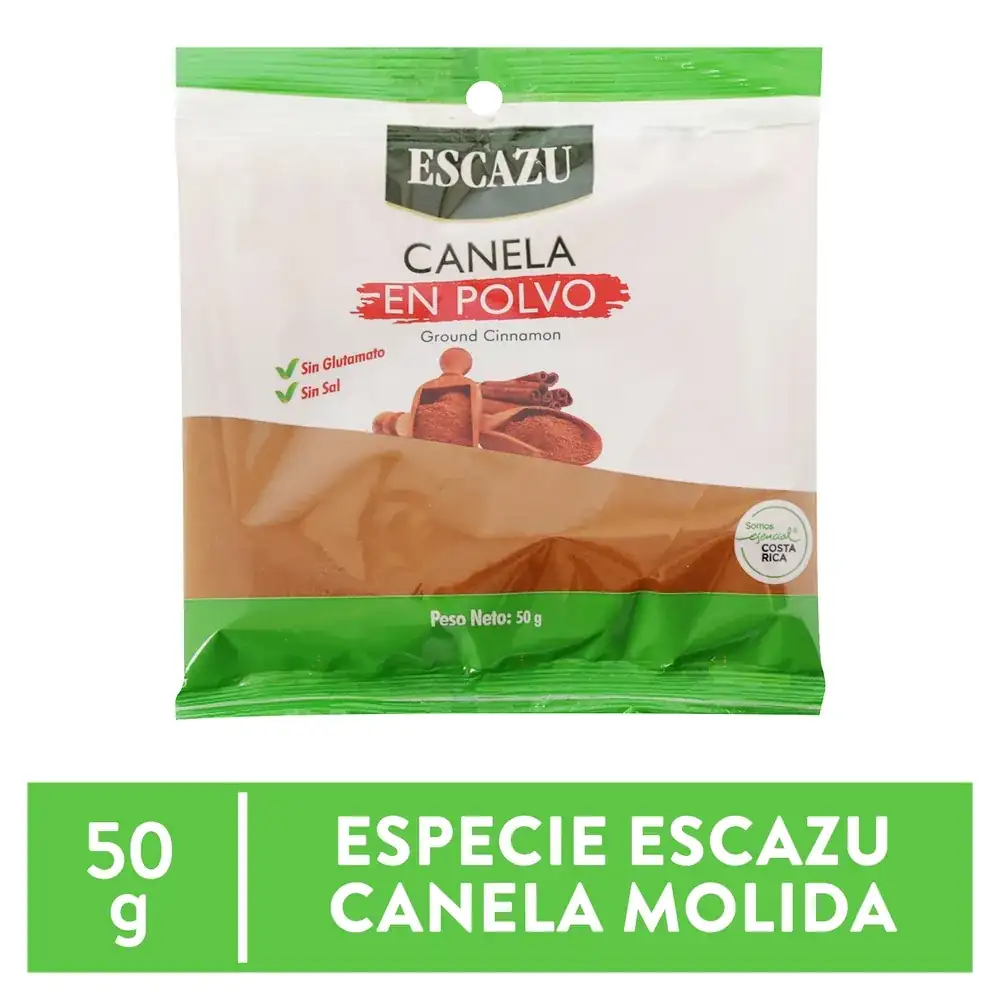 ESCAZU
CANELA
EN POLVO
Ground Cinnamon
Sin Glutamato
Sin Sal
Somos
esencial®
COSTA
RICA
Peso Neto: 50 g
50
g
ESPECIE ESCAZU
CANELA MOLIDA